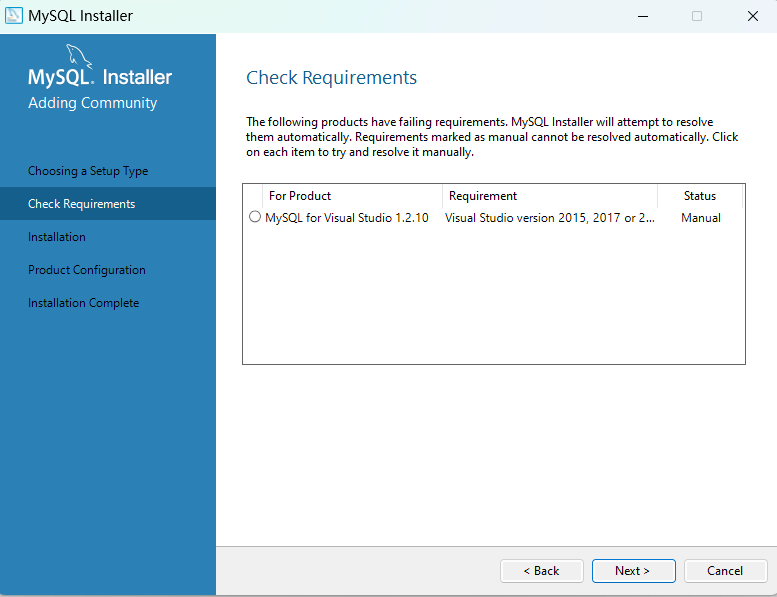 MySQL Installer
MySQL. Installer
Adding Community
Choosing a Setup Type
Check Requirements
Installation
Product Configuration
Installation Complete
Check Requirements
The following products have failing requirements. MySQL Installer will attempt to resolve
them automatically. Requirements marked as manual cannot be resolved automatically. Click
on each item to try and resolve it manually.
For Product Requirement Status
MySQL for Visual Studio 1.2.10 Visual Studio version 2015, 2017 or 2... Manual
< Back Next > Cancel